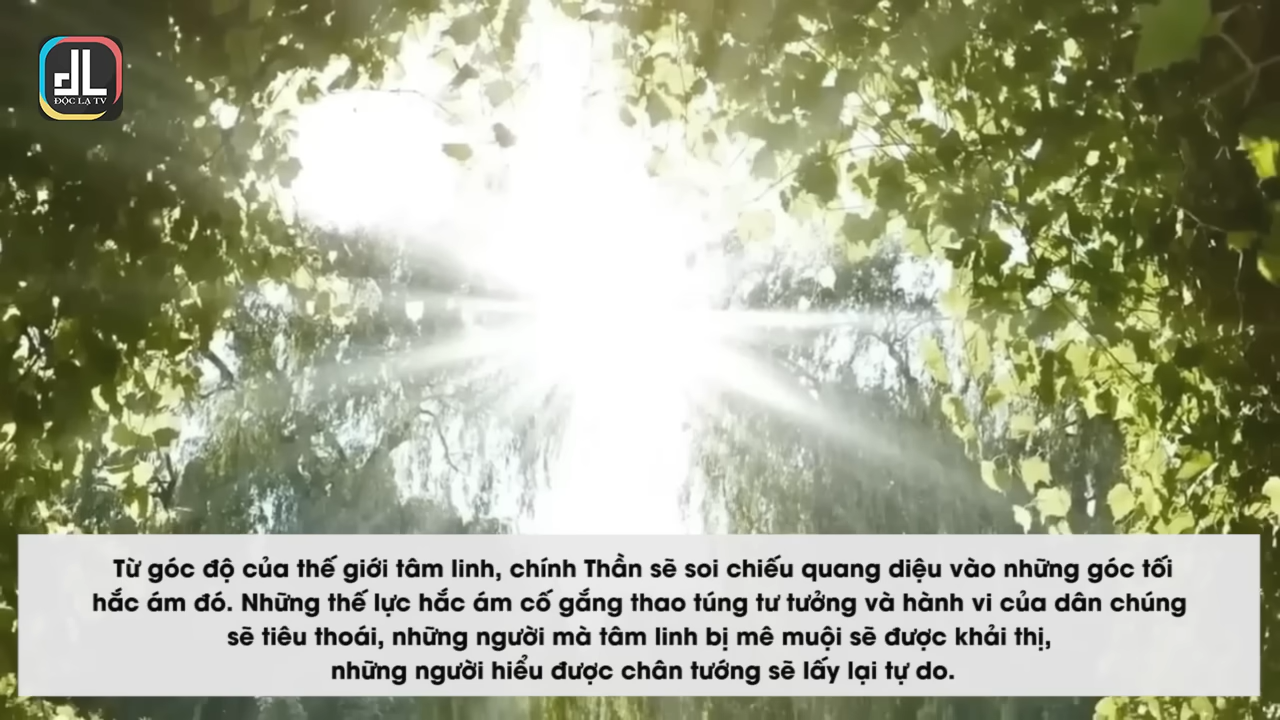 ĐỘC LẠ TV
Từ góc độ của thế giới tâm linh, chính Thần sẽ soi chiếu quang diệu vào những góc tối
hắc ám đó. Những thế lực hắc ám cố gắng thao túng tư tưởng và hành vi của dân chúng
sẽ tiêu thoái, những người mà tâm linh bị mê muội sẽ được khải thị,
những người hiểu được chân tướng sẽ lấy lại tự do.